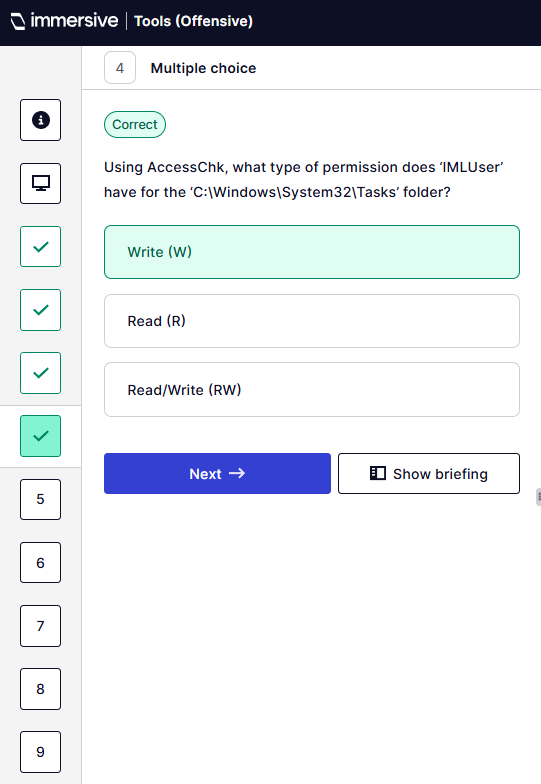 immersive Tools (Offensive)
4 Multiple choice
Correct
Using AccessChk, what type of permission does ‘IMLUser’
have for the ‘C:\Windows\System32\Tasks’ folder?
Write (W)
Read (R)
Read/Write (RW)
Next → Show briefing
5
6
7
8
9